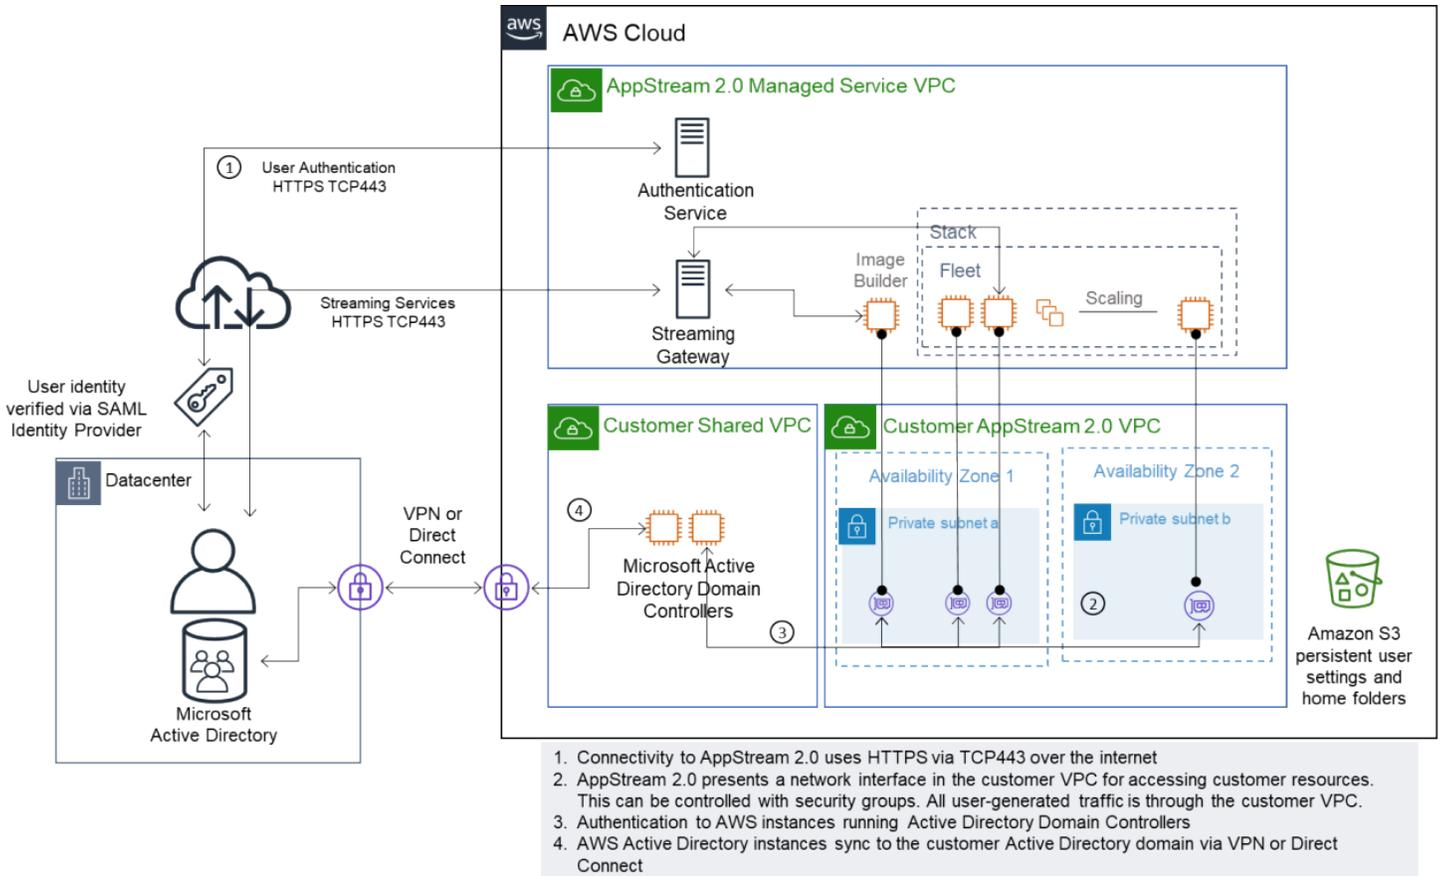 aws
AWS Cloud
AppStream 2.0 Managed Service VPC
1
User Authentication
HTTPS TCP443
Authentication
Service
Stack
Image
Builder
Fleet
Scaling
Streaming Services
HTTPS TCP443
Streaming
Gateway
User identity
verified via SAML
Identity Provider
Customer Shared VPC
Customer AppStream 2.0 VPC
Datacenter
Availability Zone 1
Availability Zone 2
VPN or
Direct
Connect
4
Private subnet a
Private subnet b
Microsoft Active
Directory Domain
Controllers
2
3
Amazon S3
persistent user
settings and
home folders
Microsoft
Active Directory
1. Connectivity to AppStream 2.0 uses HTTPS via TCP443 over the internet
2. AppStream 2.0 presents a network interface in the customer VPC for accessing customer resources.
This can be controlled with security groups. All user-generated traffic is through the customer VPC.
3. Authentication to AWS instances running Active Directory Domain Controllers
4. AWS Active Directory instances sync to the customer Active Directory domain via VPN or Direct
Connect